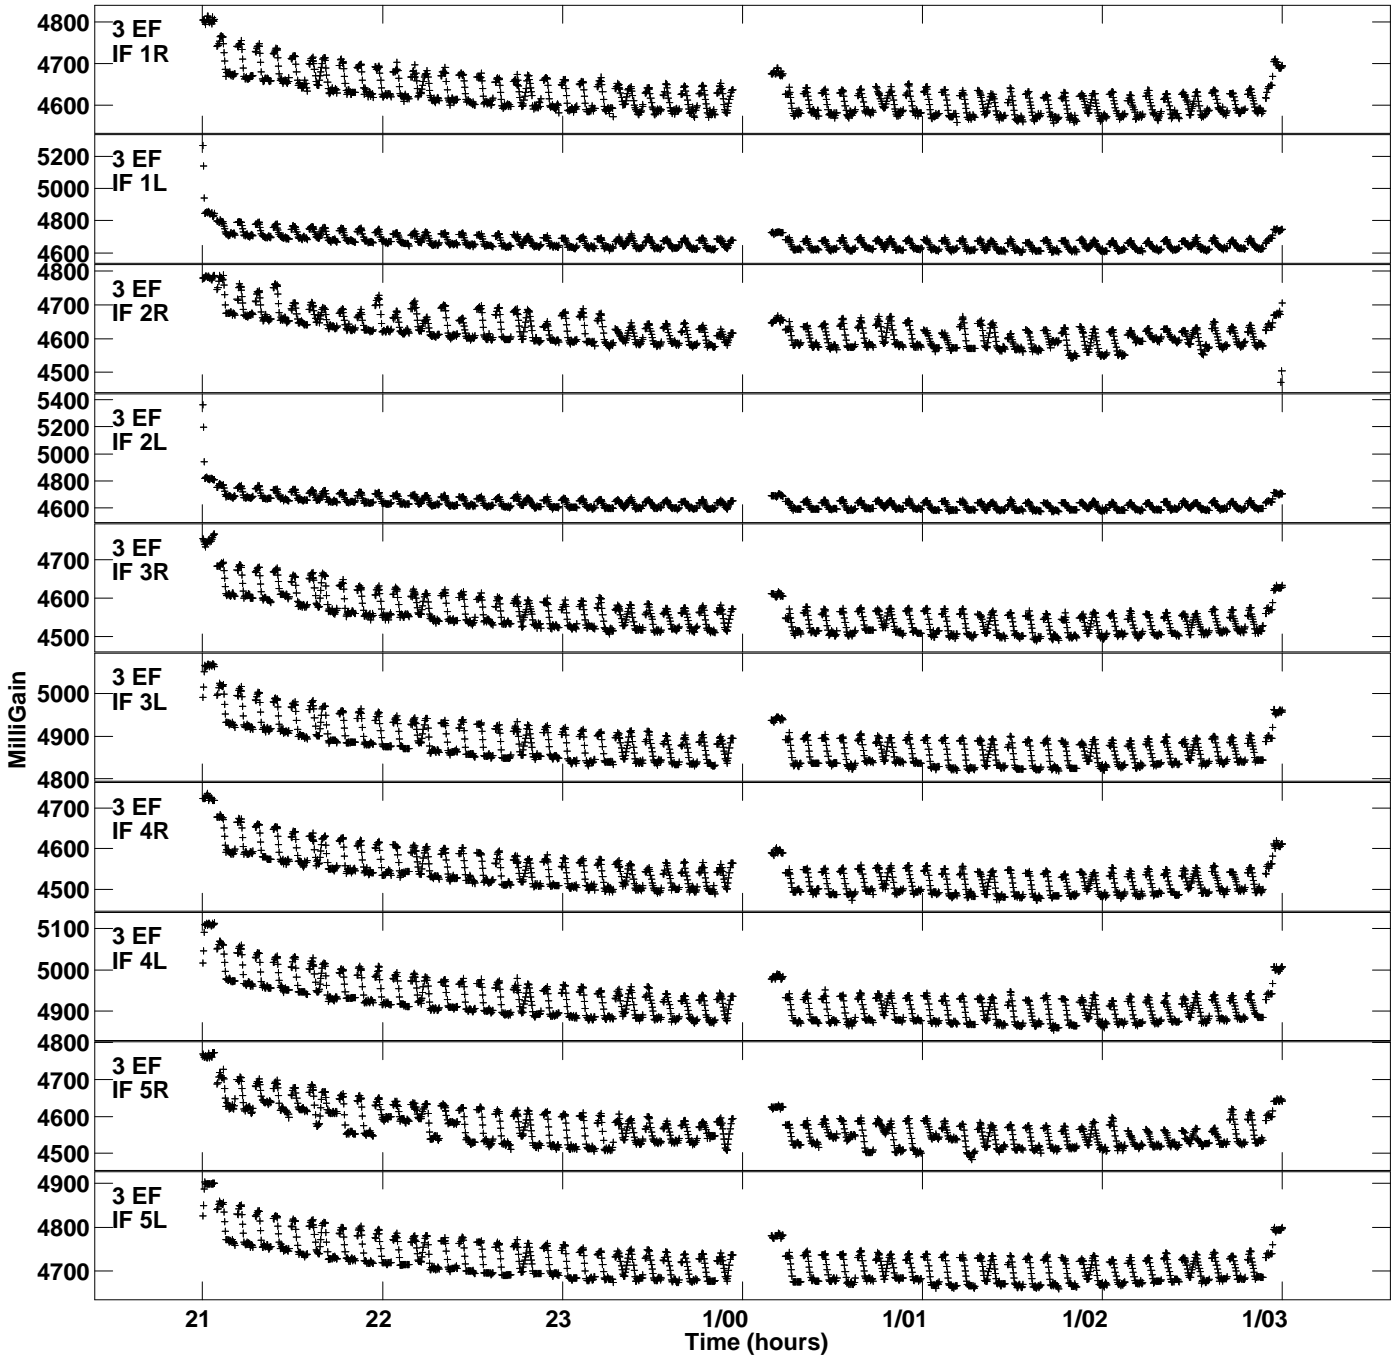 4800
4700
4600
3 EF
IF 1R
5200
5000
4800
4600
3 EF
IF 1L
4800
4700
4600
4500
3 EF
IF 2R
5400
5200
5000
4800
4600
3 EF
IF 2L
4700
4600
4500
3 EF
IF 3R
5000
4900
4800
3 EF
IF 3L
4700
4600
4500
3 EF
IF 4R
5100
5000
4900
3 EF
IF 4L
4800
4700
4600
4500
3 EF
IF 5R
4900
4800
4700
3 EF
IF 5L
MilliGain
21 22 23 1/00 1/01 1/02 1/03
Time (hours)